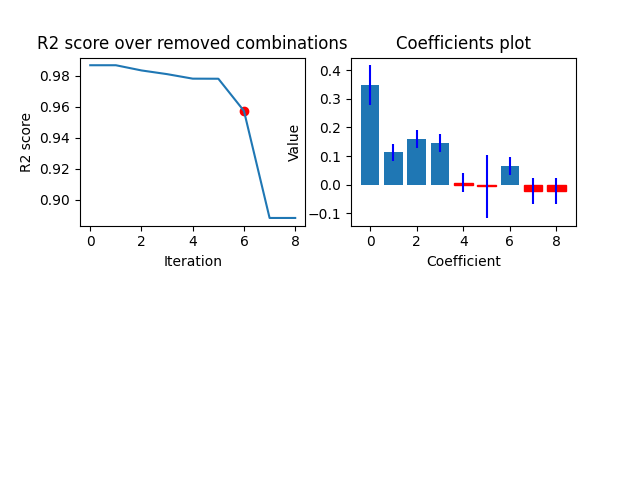 R2 score over removed combinations
R2 score
0.98
0.96
0.94
0.92
0.90
0 2 4 6 8
Iteration
Coefficients plot
Value
0.4
0.3
0.2
0.1
0.0
−0.1
0 2 4 6 8
Coefficient